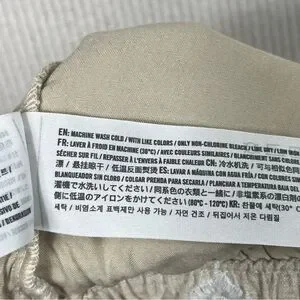 EN: MACHINE WASH COLD / WITH LIKE COLORS / ONLY NON-CHLORINE BLEACH / LINE DRY / WARM IRON
FR: LAVER À FROID EN MACHINE (30°C) / AVEC COULEURS SIMILAIRES / BLANCHIMENT SANS CHLORE
SÉCHER SUR FIL / REPASSER À L'ENVERS À FAIBLE CHALEUR CN: 冷水机洗 / 可与相似色
漂 / 悬挂晾干 / 低温反面熨烫 ES: LAVAR A MÁQUINA CON AGUA FRÍA / CON COLORES
BLANQUEADOR SIN CLORO / COLGAR PRENDA PARA SECARLA / PLANCHAR A TEMPERATURA BAJA DEL
濯機で水洗いしてください / 同系色の衣類と一緒に / 非塩素系の漂
側に低温のアイロンをかけてください (80°C~120°C) KR: 찬물세탁 (30°C)
세탁 / 비염소계 표백제만 사용 / 자연 건조 / 뒤집어서 저온 다림질